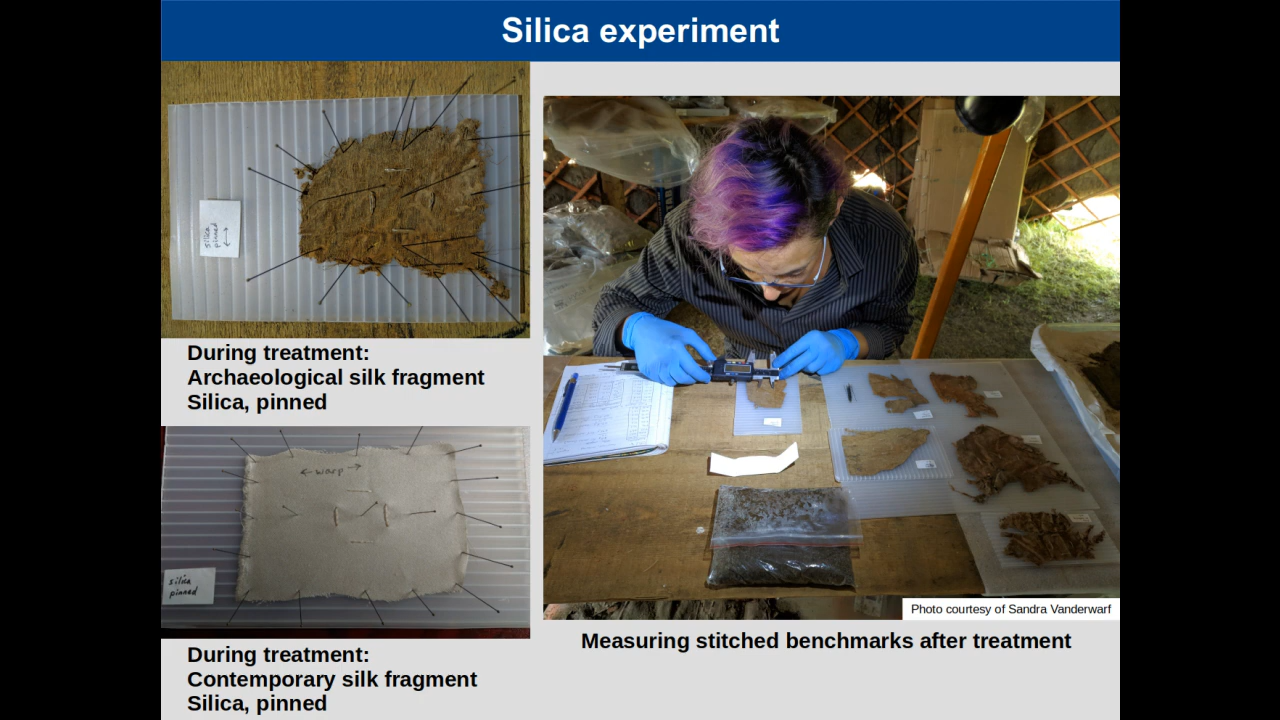 Silica experiment
silica
pinned
During treatment:
Archaeological silk fragment
Silica, pinned
warp
silica
pinned
During treatment:
Contemporary silk fragment
Silica, pinned
Photo courtesy of Sandra Vanderwarf
Measuring stitched benchmarks after treatment